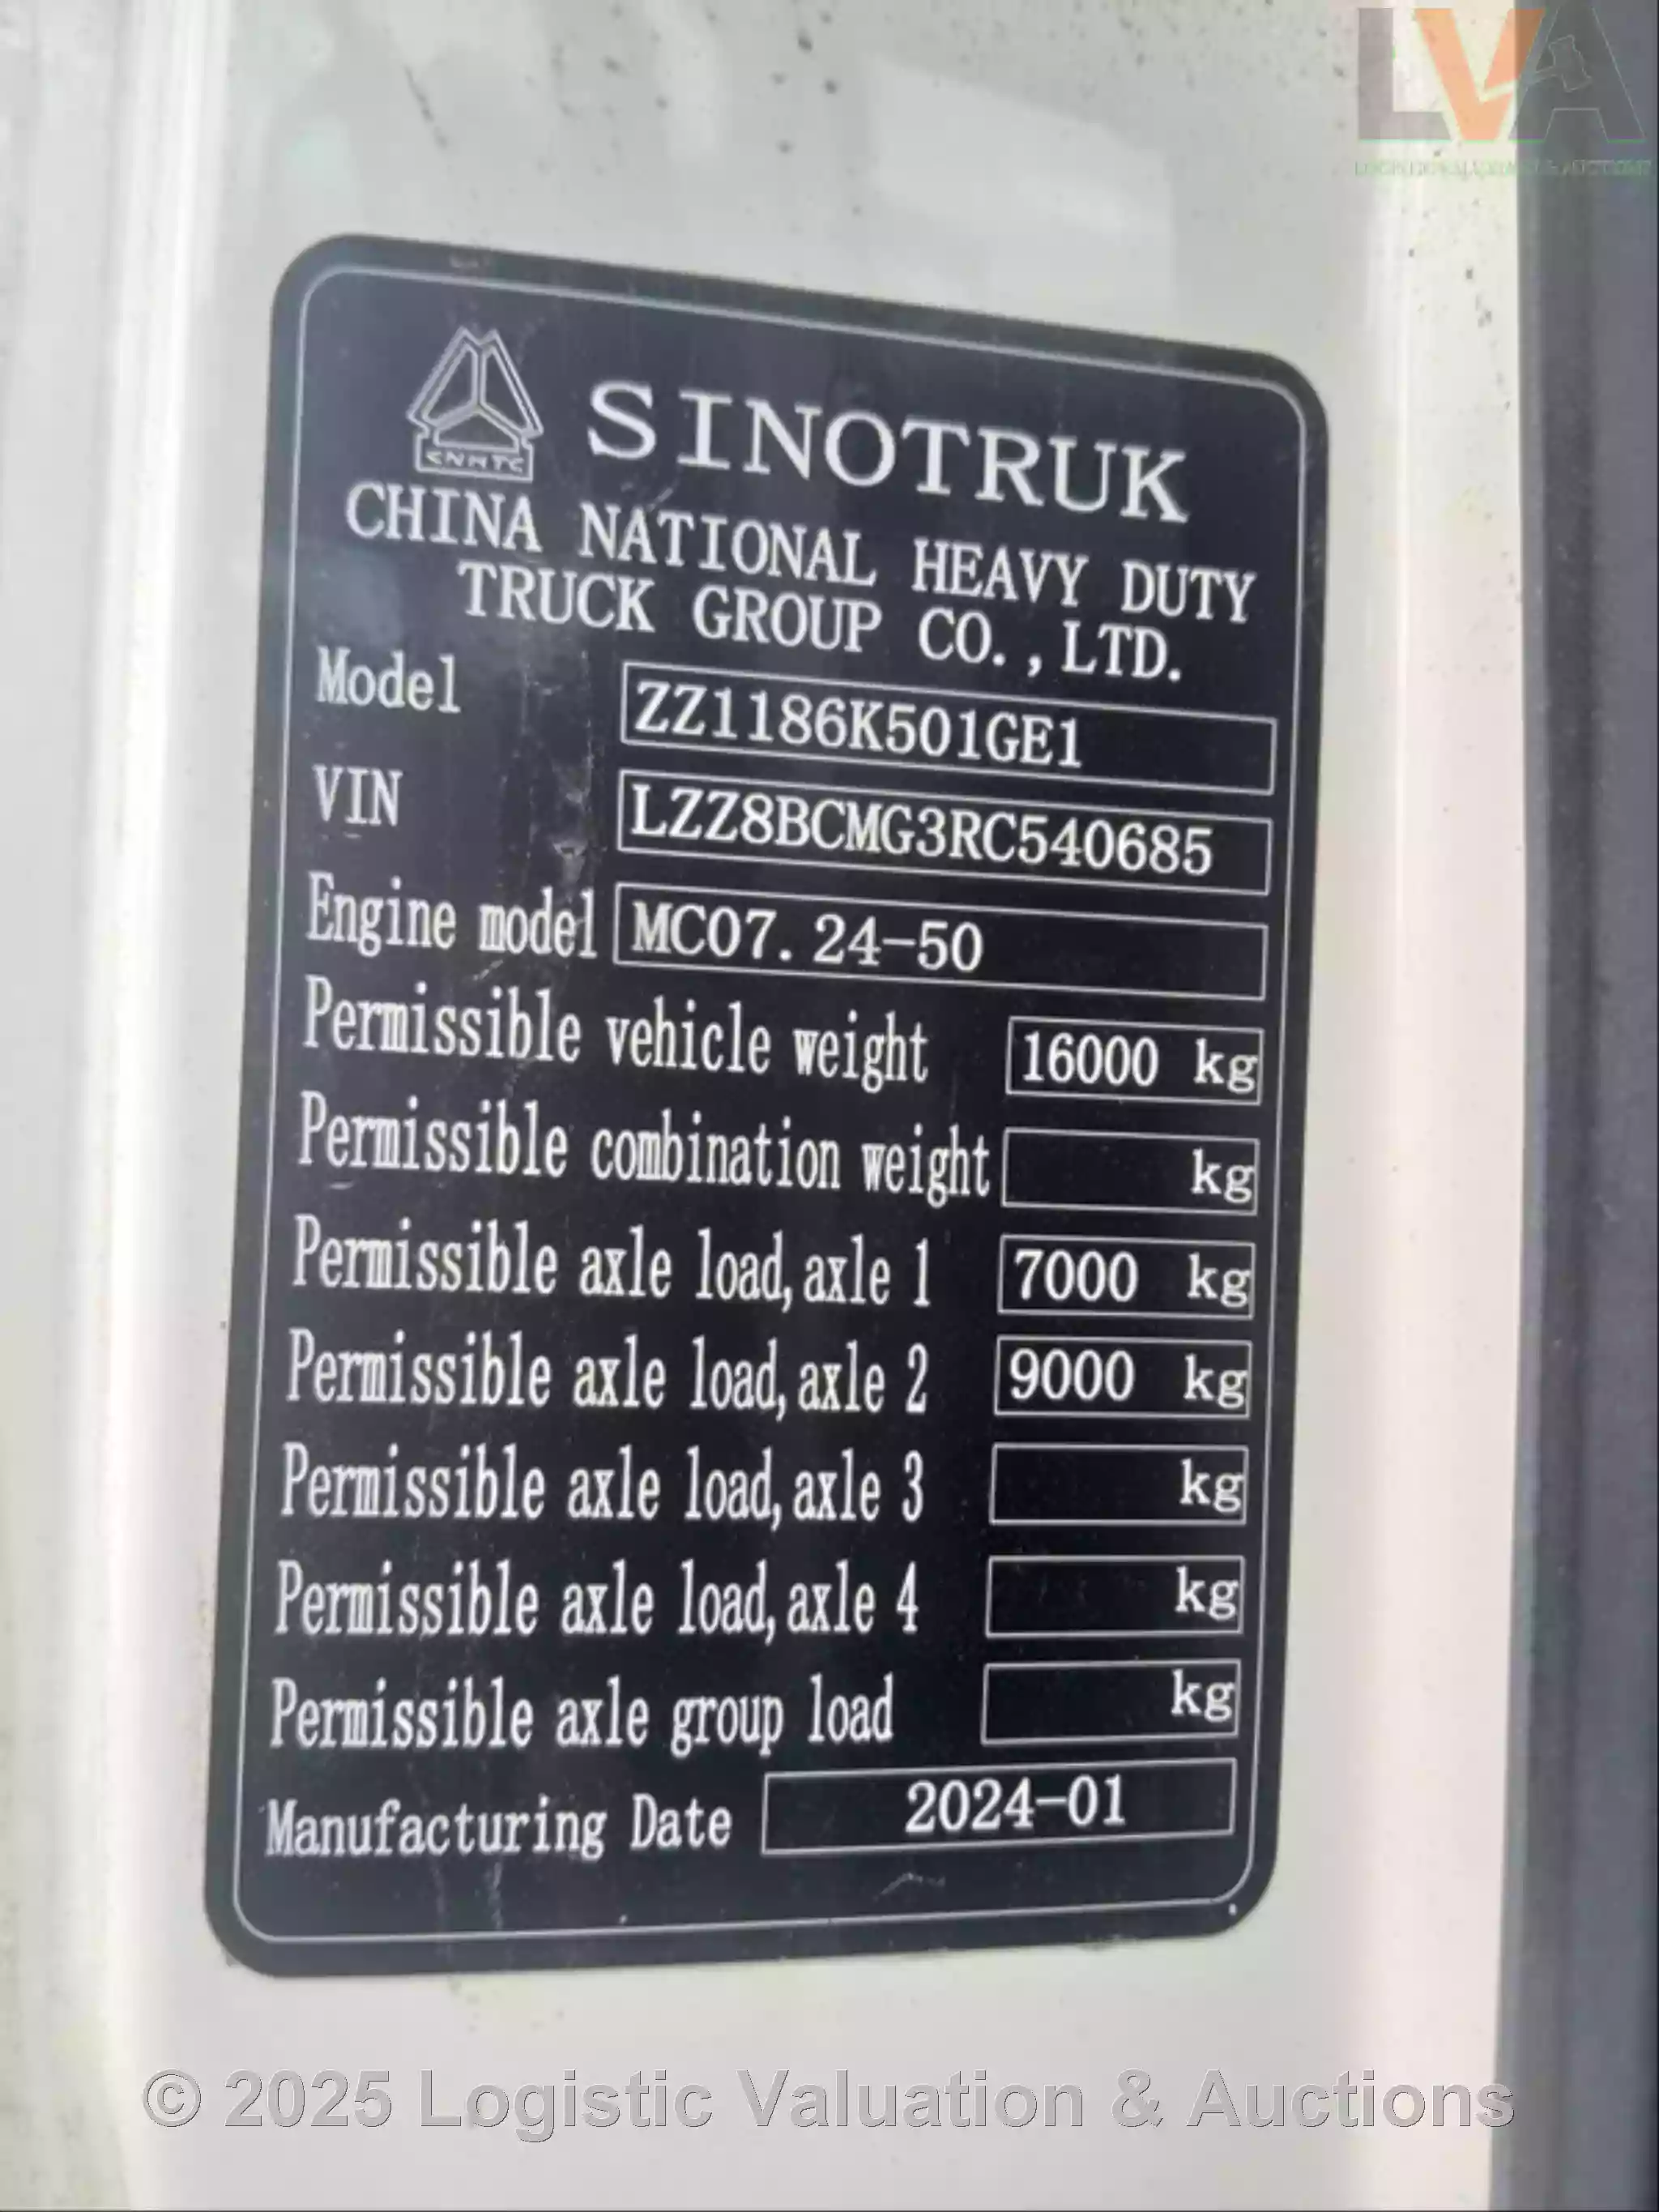 LVA
LOGISTIC VALUATION & AUCTIONS
CNHTC
SINOTRUK
CHINA NATIONAL HEAVY DUTY
TRUCK GROUP CO.,LTD.
Model ZZ1186K501GE1
VIN LZZ8BCMG3RC540685
Engine model MC07.24-50
Permissible vehicle weight 16000 kg
Permissible combination weight kg
Permissible axle load,axle 1 7000 kg
Permissible axle load,axle 2 9000 kg
Permissible axle load,axle 3 kg
Permissible axle load,axle 4 kg
Permissible axle group load kg
Manufacturing Date 2024-01
© 2025 Logistic Valuation & Auctions